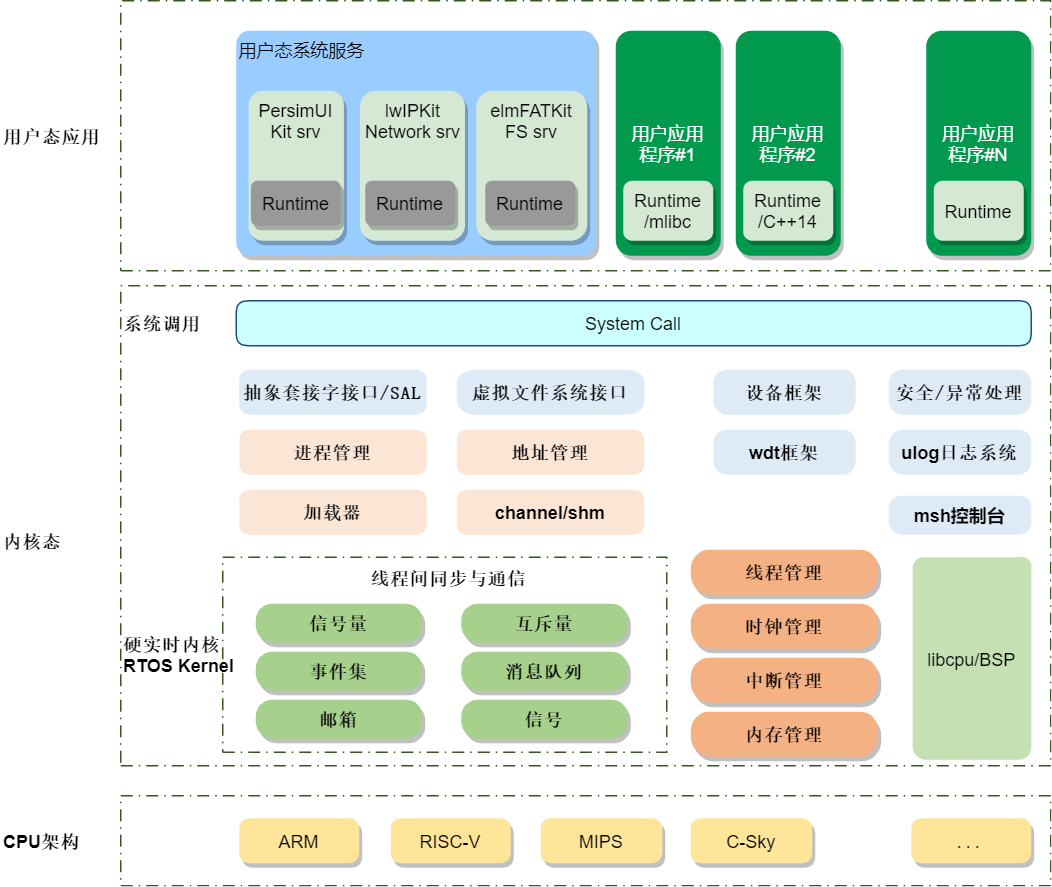 用户态应用
用户态系统服务
PersimUI
Kit srv
Runtime
lwIPKit
Network srv
Runtime
elmFATKit
FS srv
Runtime
用户应用
程序#1
Runtime
/mlibc
用户应用
程序#2
Runtime
/C++14
用户应用
程序#N
Runtime
内核态
系统调用
System Call
抽象套接字接口/SAL
虚拟文件系统接口
设备框架
安全/异常处理
进程管理
地址管理
wdt框架
ulog日志系统
加载器
channel/shm
msh控制台
硬实时内核
RTOS Kernel
线程间同步与通信
信号量
互斥量
事件集
消息队列
邮箱
信号
线程管理
时钟管理
中断管理
内存管理
libcpu/BSP
CPU架构
ARM
RISC-V
MIPS
C-Sky
...